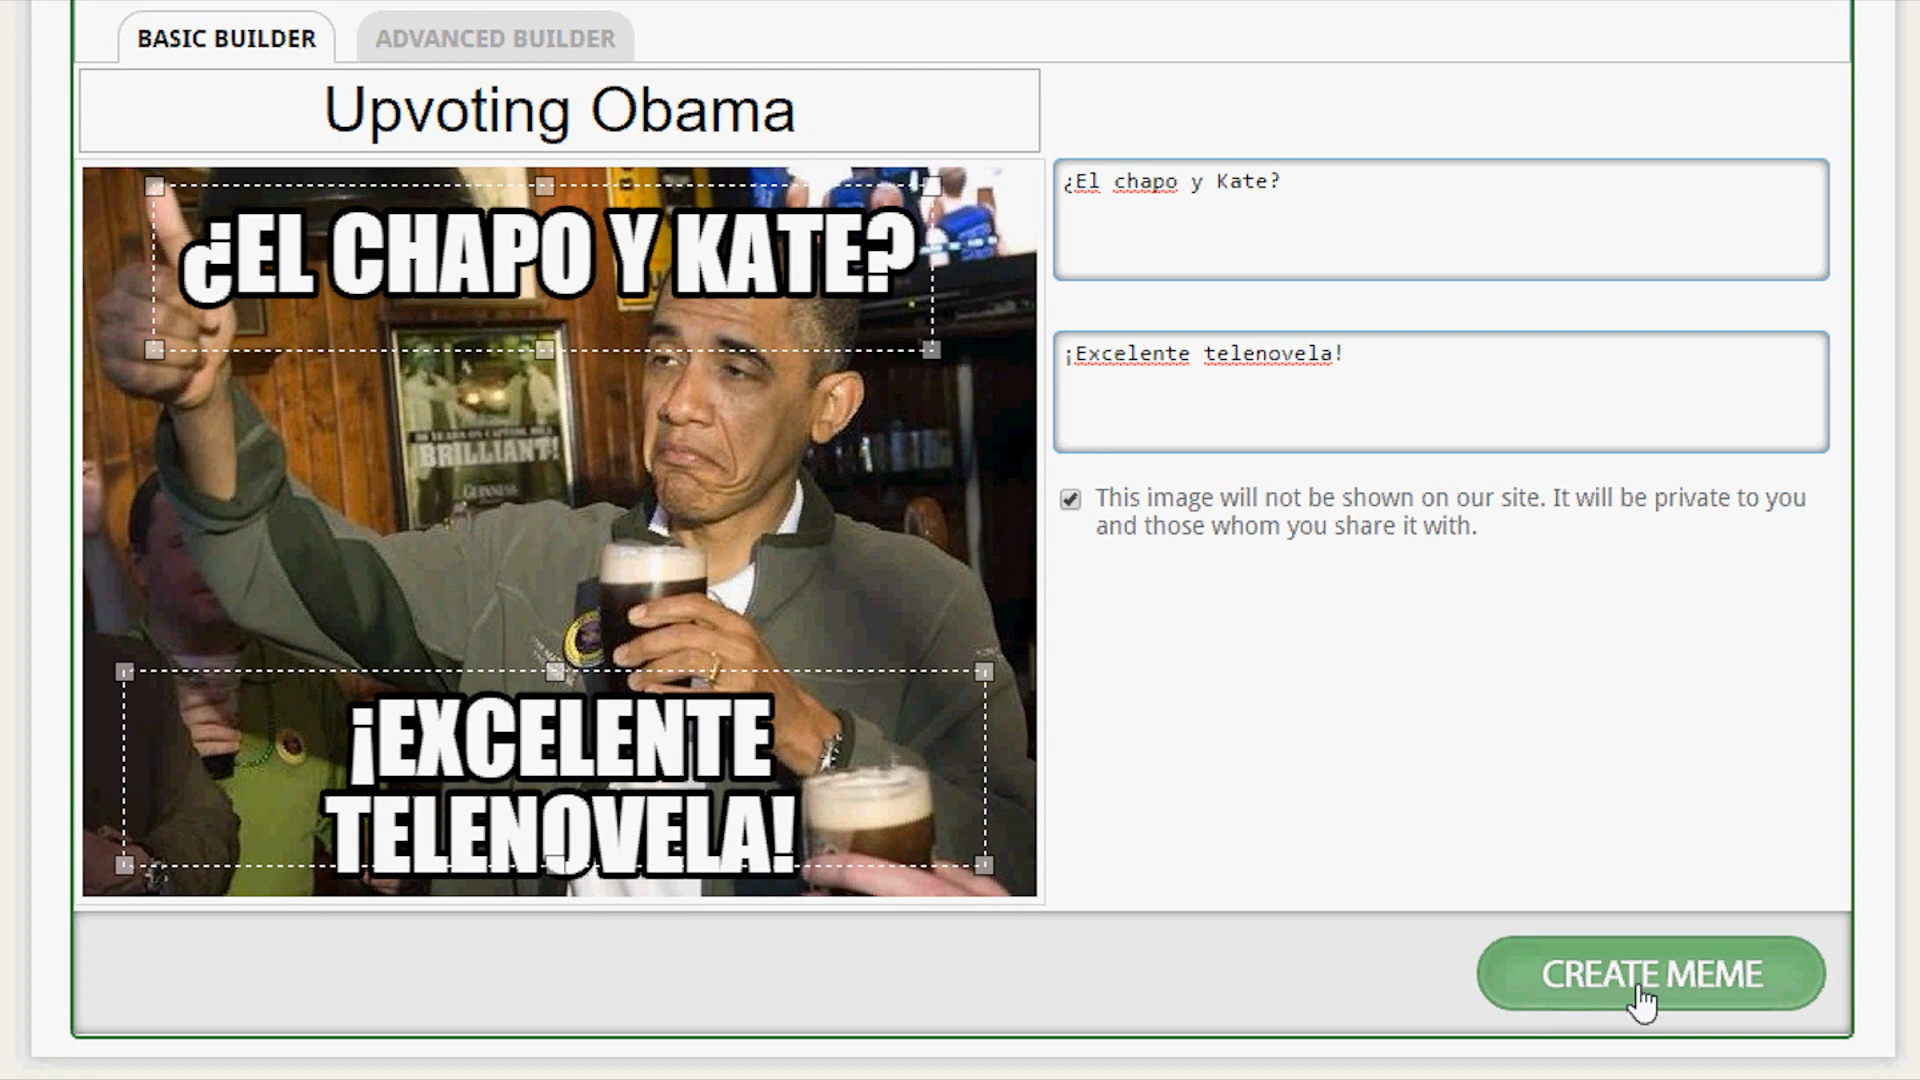 BASIC BUILDER
ADVANCED BUILDER
Upvoting Obama
¿EL CHAPO Y KATE?
BRILLIANT!
GUINNESS
¡EXCELENTE
TELENOVELA!
¿El chapo y Kate?
¡Excelente telenovela!
This image will not be shown on our site. It will be private to you
and those whom you share it with.
CREATE MEME